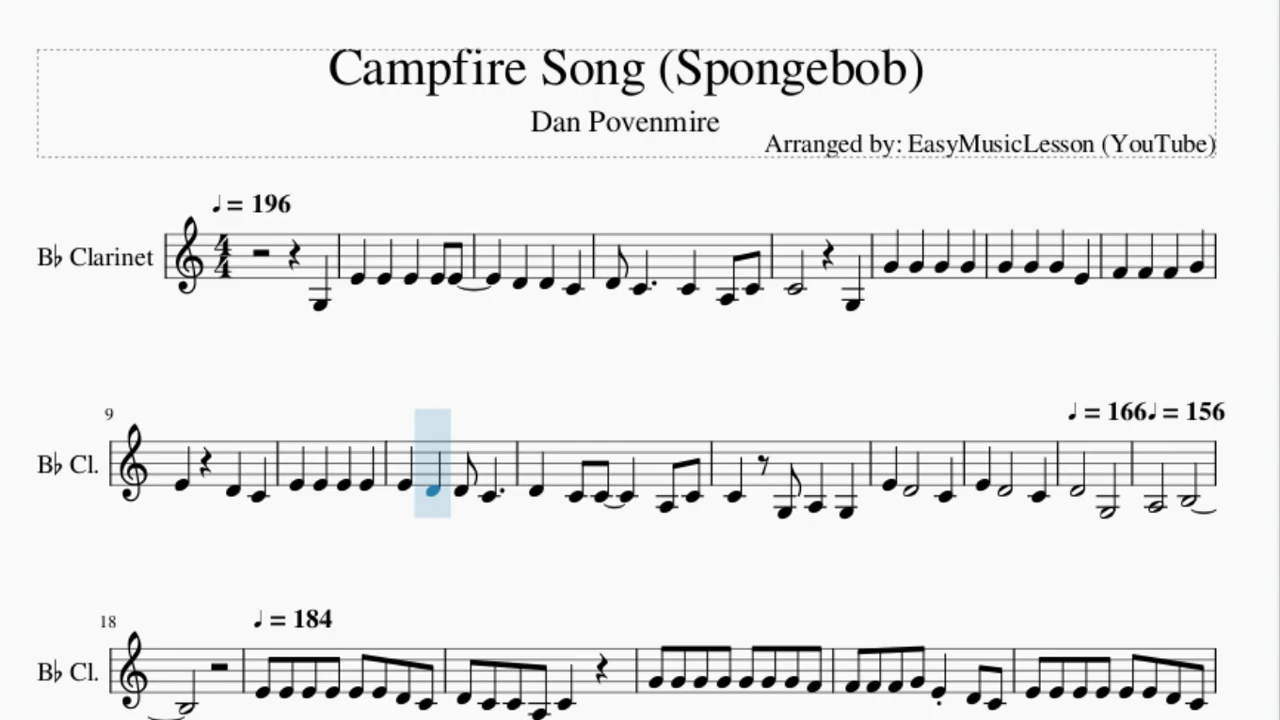 Campfire Song (Spongebob)
Dan Povenmire
Arranged by: EasyMusicLesson (YouTube)
♩ = 196
B♭ Clarinet
4
4
9
♩ = 166♩ = 156
B♭ Cl.
18
♩ = 184
B♭ Cl.